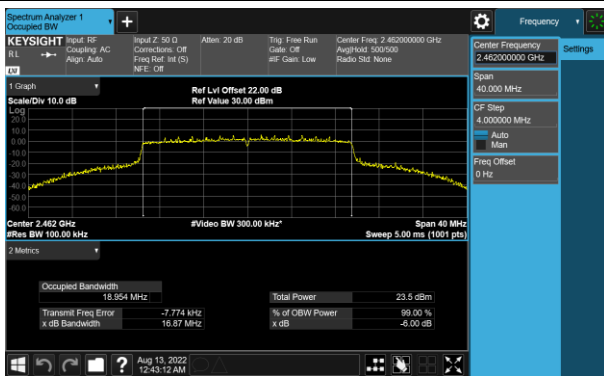 Spectrum Analyzer 1
Occupied BW
Frequency
KEYSIGHT
Input: RF
Coupling: AC
Align: Auto
Input Z: 50 Ω
Corrections: Off
Freq Ref: Int (S)
NFE: Off
Atten: 20 dB
Trig: Free Run
Gate: Off
#IF Gain: Low
Center Freq: 2.462000000 GHz
Avg|Hold: 500/500
Radio Std: None
RL
LXI
Center Frequency
2.462000000 GHz
Settings
Span
40.000 MHz
CF Step
4.000000 MHz
Auto
Man
Freq Offset
0 Hz
1 Graph
Scale/Div 10.0 dB
Ref Lvl Offset 22.00 dB
Ref Value 30.00 dBm
Log
20.0
10.0
0.00
-10.0
-20.0
-30.0
-40.0
-50.0
-60.0
Center 2.462 GHz
#Res BW 100.00 kHz
#Video BW 300.00 kHz*
Span 40 MHz
Sweep 5.00 ms (1001 pts)
2 Metrics
Occupied Bandwidth
18.954 MHz
Total Power 23.5 dBm
Transmit Freq Error -7.774 kHz
% of OBW Power 99.00 %
x dB Bandwidth 16.87 MHz
x dB -6.00 dB
Aug 13, 2022
12:43:12 AM